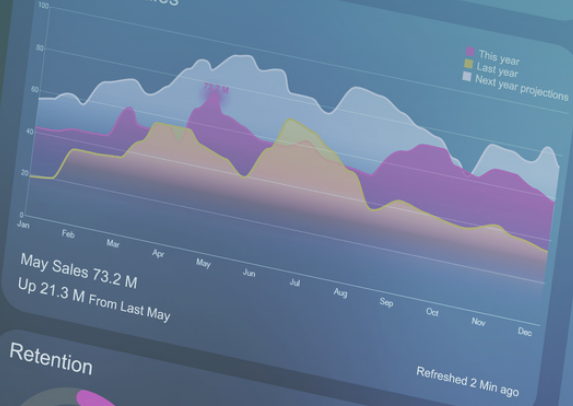 This year
Last year
Next year projections
100
80
60
40
20
0
Jan Feb Mar Apr May Jun Jul Aug Sep Oct Nov Dec
May Sales 73.2 M
Up 21.3 M From Last May
Refreshed 2 Min ago
Retention